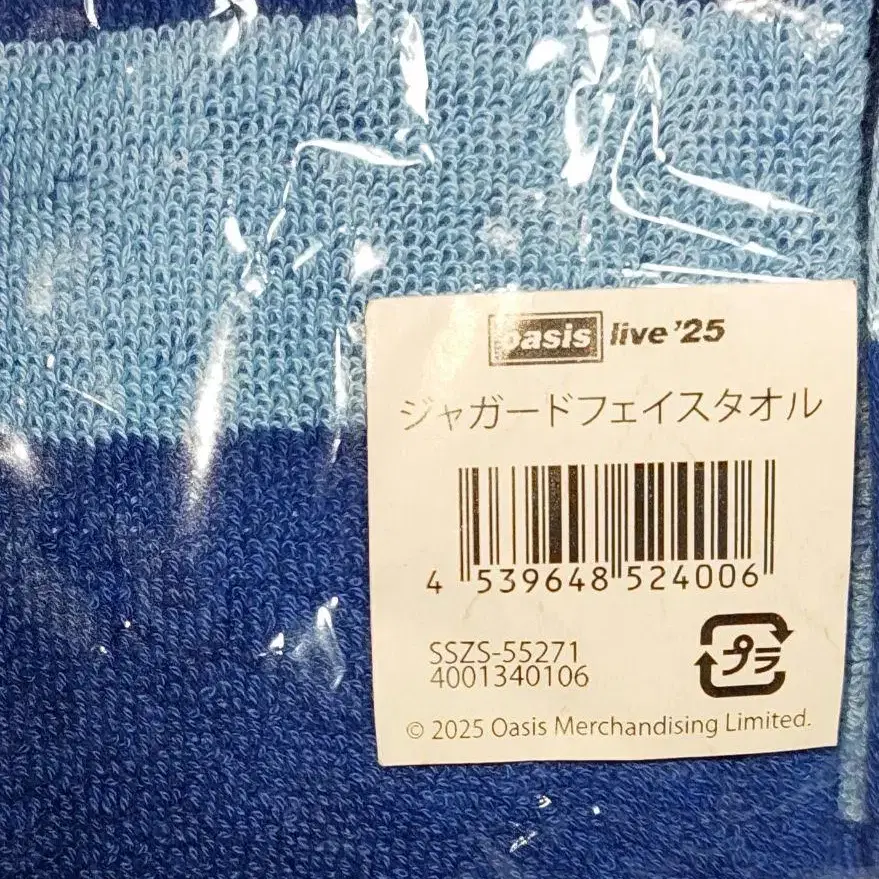 oasis live '25
ジャガードフェイスタオル
4 539648 524006
SSZS-55271
4001340106
プラ
© 2025 Oasis Merchandising Limited.